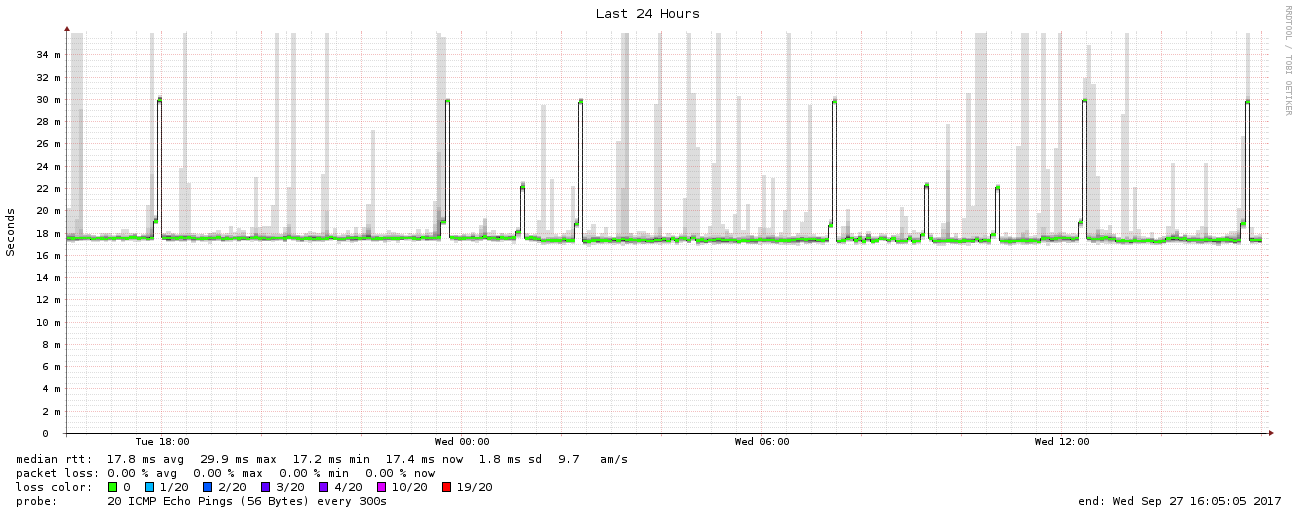 Last 24 Hours
RRDTOOL / TOBI OETIKER
Seconds
34 m
32 m
30 m
28 m
26 m
24 m
22 m
20 m
18 m
16 m
14 m
12 m
10 m
8 m
6 m
4 m
2 m
0
Tue 18:00 Wed 00:00 Wed 06:00 Wed 12:00
median rtt: 17.8 ms avg 29.9 ms max 17.2 ms min 17.4 ms now 1.8 ms sd 9.7 am/s
packet loss: 0.00 % avg 0.00 % max 0.00 % min 0.00 % now
loss color: 0 1/20 2/20 3/20 4/20 10/20 19/20
probe: 20 ICMP Echo Pings (56 Bytes) every 300s end: Wed Sep 27 16:05:05 2017